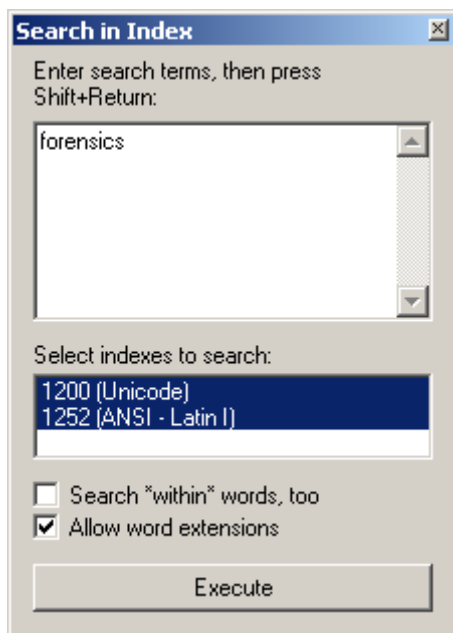 Search in Index
Enter search terms, then press
Shift+Return:
forensics
Select indexes to search:
1200 (Unicode)
1252 (ANSI - Latin I)
Search *within* words, too
Allow word extensions
Execute